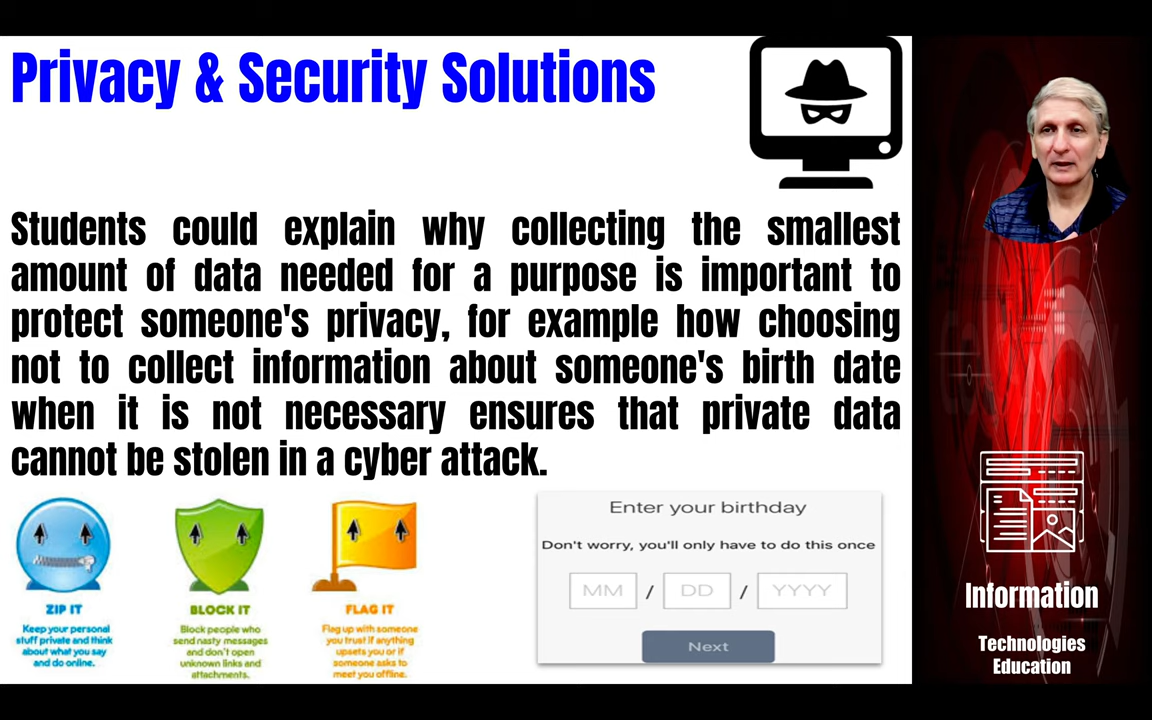 Privacy & Security Solutions
Students could explain why collecting the smallest
amount of data needed for a purpose is important to
protect someone's privacy, for example how choosing
not to collect information about someone's birth date
when it is not necessary ensures that private data
cannot be stolen in a cyber attack.
ZIP IT
Keep your personal
stuff private and think
about what you say
and do online.
BLOCK IT
Block people who
send nasty messages
and don't open
unknown links and
attachments.
FLAG IT
Flag up with someone
you trust if anything
upsets you or if
someone asks to
meet you offline.
Enter your birthday
Don't worry, you'll only have to do this once
MM / DD / YYYY
Next
Information
Technologies
Education